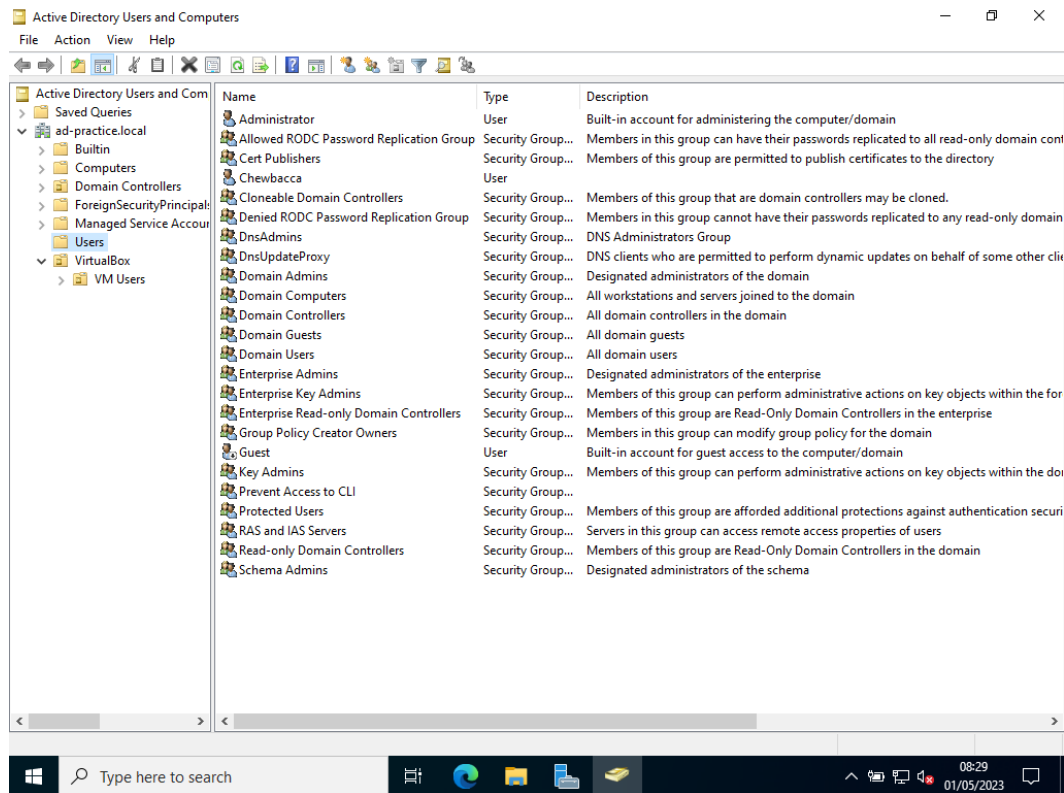 Active Directory Users and Computers
File Action View Help
Active Directory Users and Com
Saved Queries
ad-practice.local
Builtin
Computers
Domain Controllers
ForeignSecurityPrincipals
Managed Service Accour
Users
VirtualBox
VM Users
Name Type Description
Administrator User Built-in account for administering the computer/domain
Allowed RODC Password Replication Group Security Group... Members in this group can have their passwords replicated to all read-only domain cont
Cert Publishers Security Group... Members of this group are permitted to publish certificates to the directory
Chewbacca User
Cloneable Domain Controllers Security Group... Members of this group that are domain controllers may be cloned.
Denied RODC Password Replication Group Security Group... Members in this group cannot have their passwords replicated to any read-only domain
DnsAdmins Security Group... DNS Administrators Group
DnsUpdateProxy Security Group... DNS clients who are permitted to perform dynamic updates on behalf of some other clie
Domain Admins Security Group... Designated administrators of the domain
Domain Computers Security Group... All workstations and servers joined to the domain
Domain Controllers Security Group... All domain controllers in the domain
Domain Guests Security Group... All domain guests
Domain Users Security Group... All domain users
Enterprise Admins Security Group... Designated administrators of the enterprise
Enterprise Key Admins Security Group... Members of this group can perform administrative actions on key objects within the for
Enterprise Read-only Domain Controllers Security Group... Members of this group are Read-Only Domain Controllers in the enterprise
Group Policy Creator Owners Security Group... Members in this group can modify group policy for the domain
Guest User Built-in account for guest access to the computer/domain
Key Admins Security Group... Members of this group can perform administrative actions on key objects within the do
Prevent Access to CLI Security Group...
Protected Users Security Group... Members of this group are afforded additional protections against authentication securi
RAS and IAS Servers Security Group... Servers in this group can access remote access properties of users
Read-only Domain Controllers Security Group... Members of this group are Read-Only Domain Controllers in the domain
Schema Admins Security Group... Designated administrators of the schema
Type here to search
08:29
01/05/2023